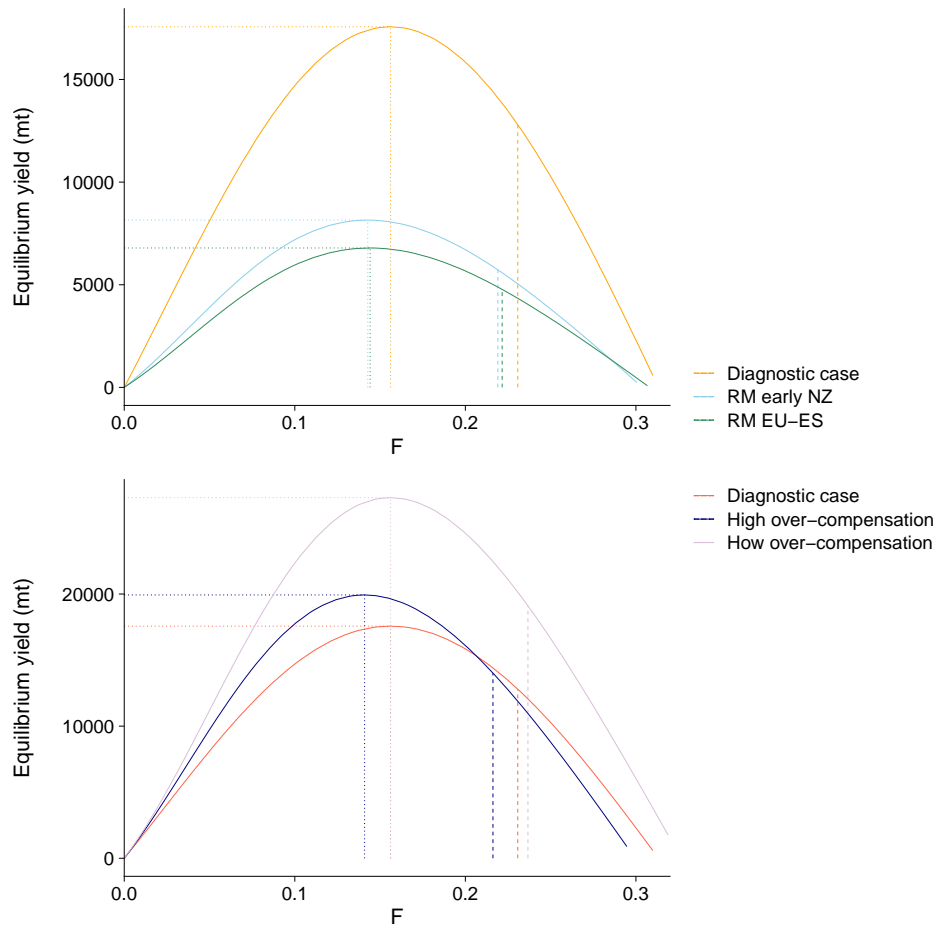 Equilibrium yield (mt)
15000
10000
5000
0
0.0
0.1
0.2
0.3
F
Diagnostic case
RM early NZ
RM EU−ES
Equilibrium yield (mt)
20000
10000
0
0.0
0.1
0.2
0.3
F
Diagnostic case
High over−compensation
How over−compensation